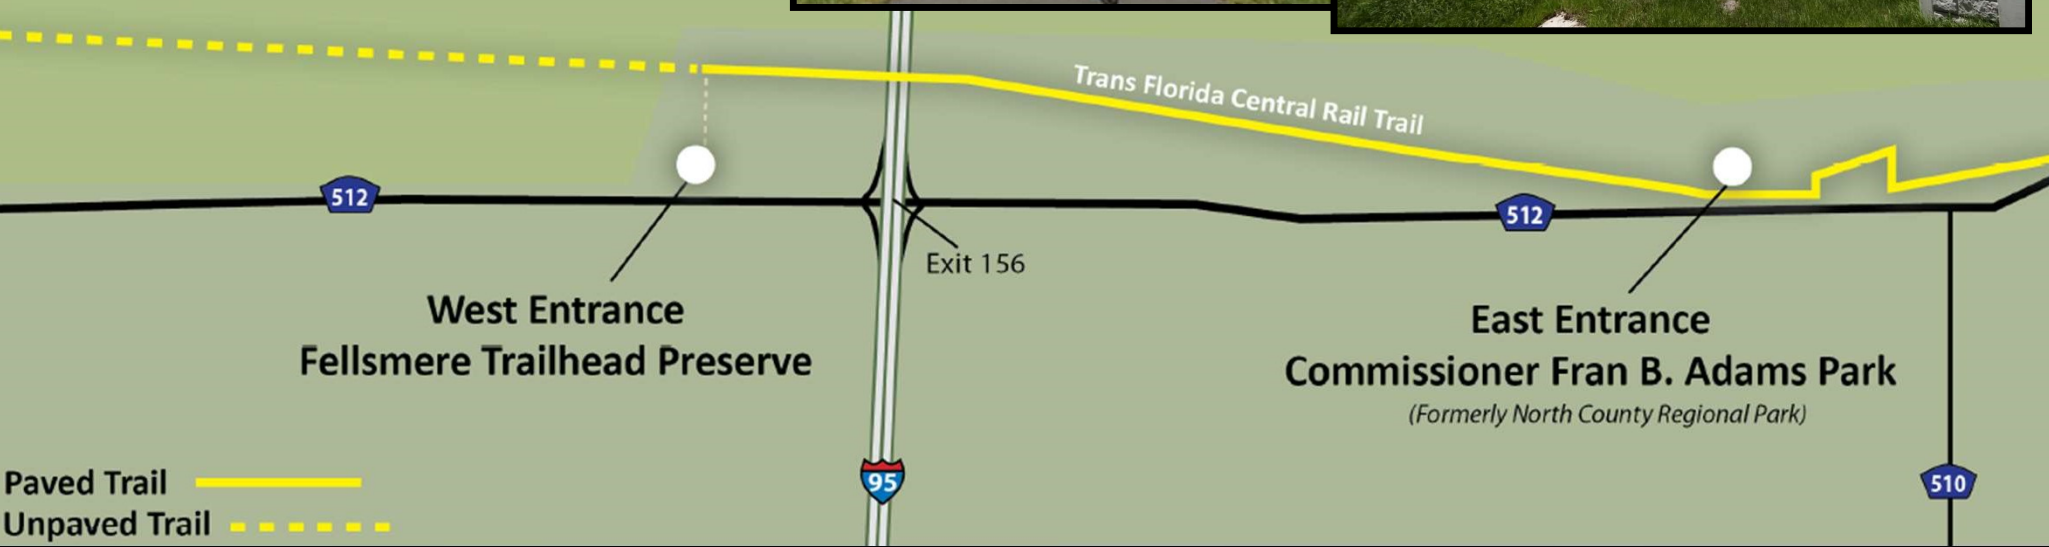 Trans Florida Central Rail Trail
512
512
Exit 156
West Entrance
Fellsmere Trailhead Preserve
East Entrance
Commissioner Fran B. Adams Park
(Formerly North County Regional Park)
95
510
Paved Trail
Unpaved Trail